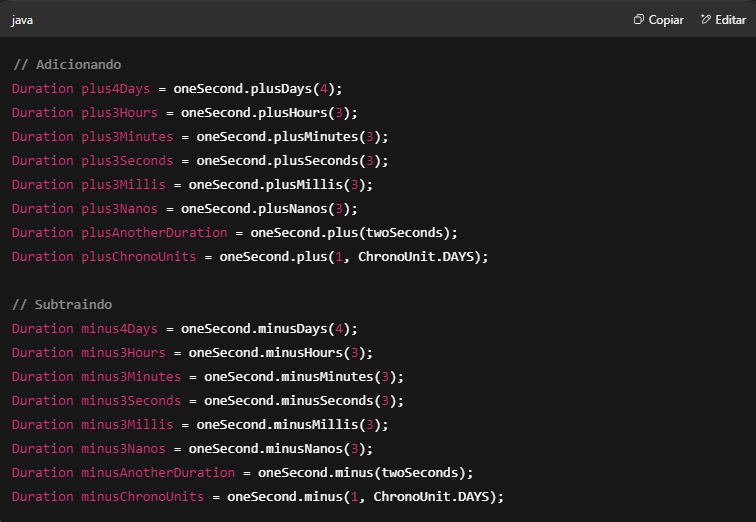 java
Copiar
Editar
// Adicionando
Duration plus4Days = oneSecond.plusDays(4);
Duration plus3Hours = oneSecond.plusHours(3);
Duration plus3Minutes = oneSecond.plusMinutes(3);
Duration plus3Seconds = oneSecond.plusSeconds(3);
Duration plus3Millis = oneSecond.plusMillis(3);
Duration plus3Nanos = oneSecond.plusNanos(3);
Duration plusAnotherDuration = oneSecond.plus(twoSeconds);
Duration plusChronoUnits = oneSecond.plus(1, ChronoUnit.DAYS);
// Subtraindo
Duration minus4Days = oneSecond.minusDays(4);
Duration minus3Hours = oneSecond.minusHours(3);
Duration minus3Minutes = oneSecond.minusMinutes(3);
Duration minus3Seconds = oneSecond.minusSeconds(3);
Duration minus3Millis = oneSecond.minusMillis(3);
Duration minus3Nanos = oneSecond.minusNanos(3);
Duration minusAnotherDuration = oneSecond.minus(twoSeconds);
Duration minusChronoUnits = oneSecond.minus(1, ChronoUnit.DAYS);